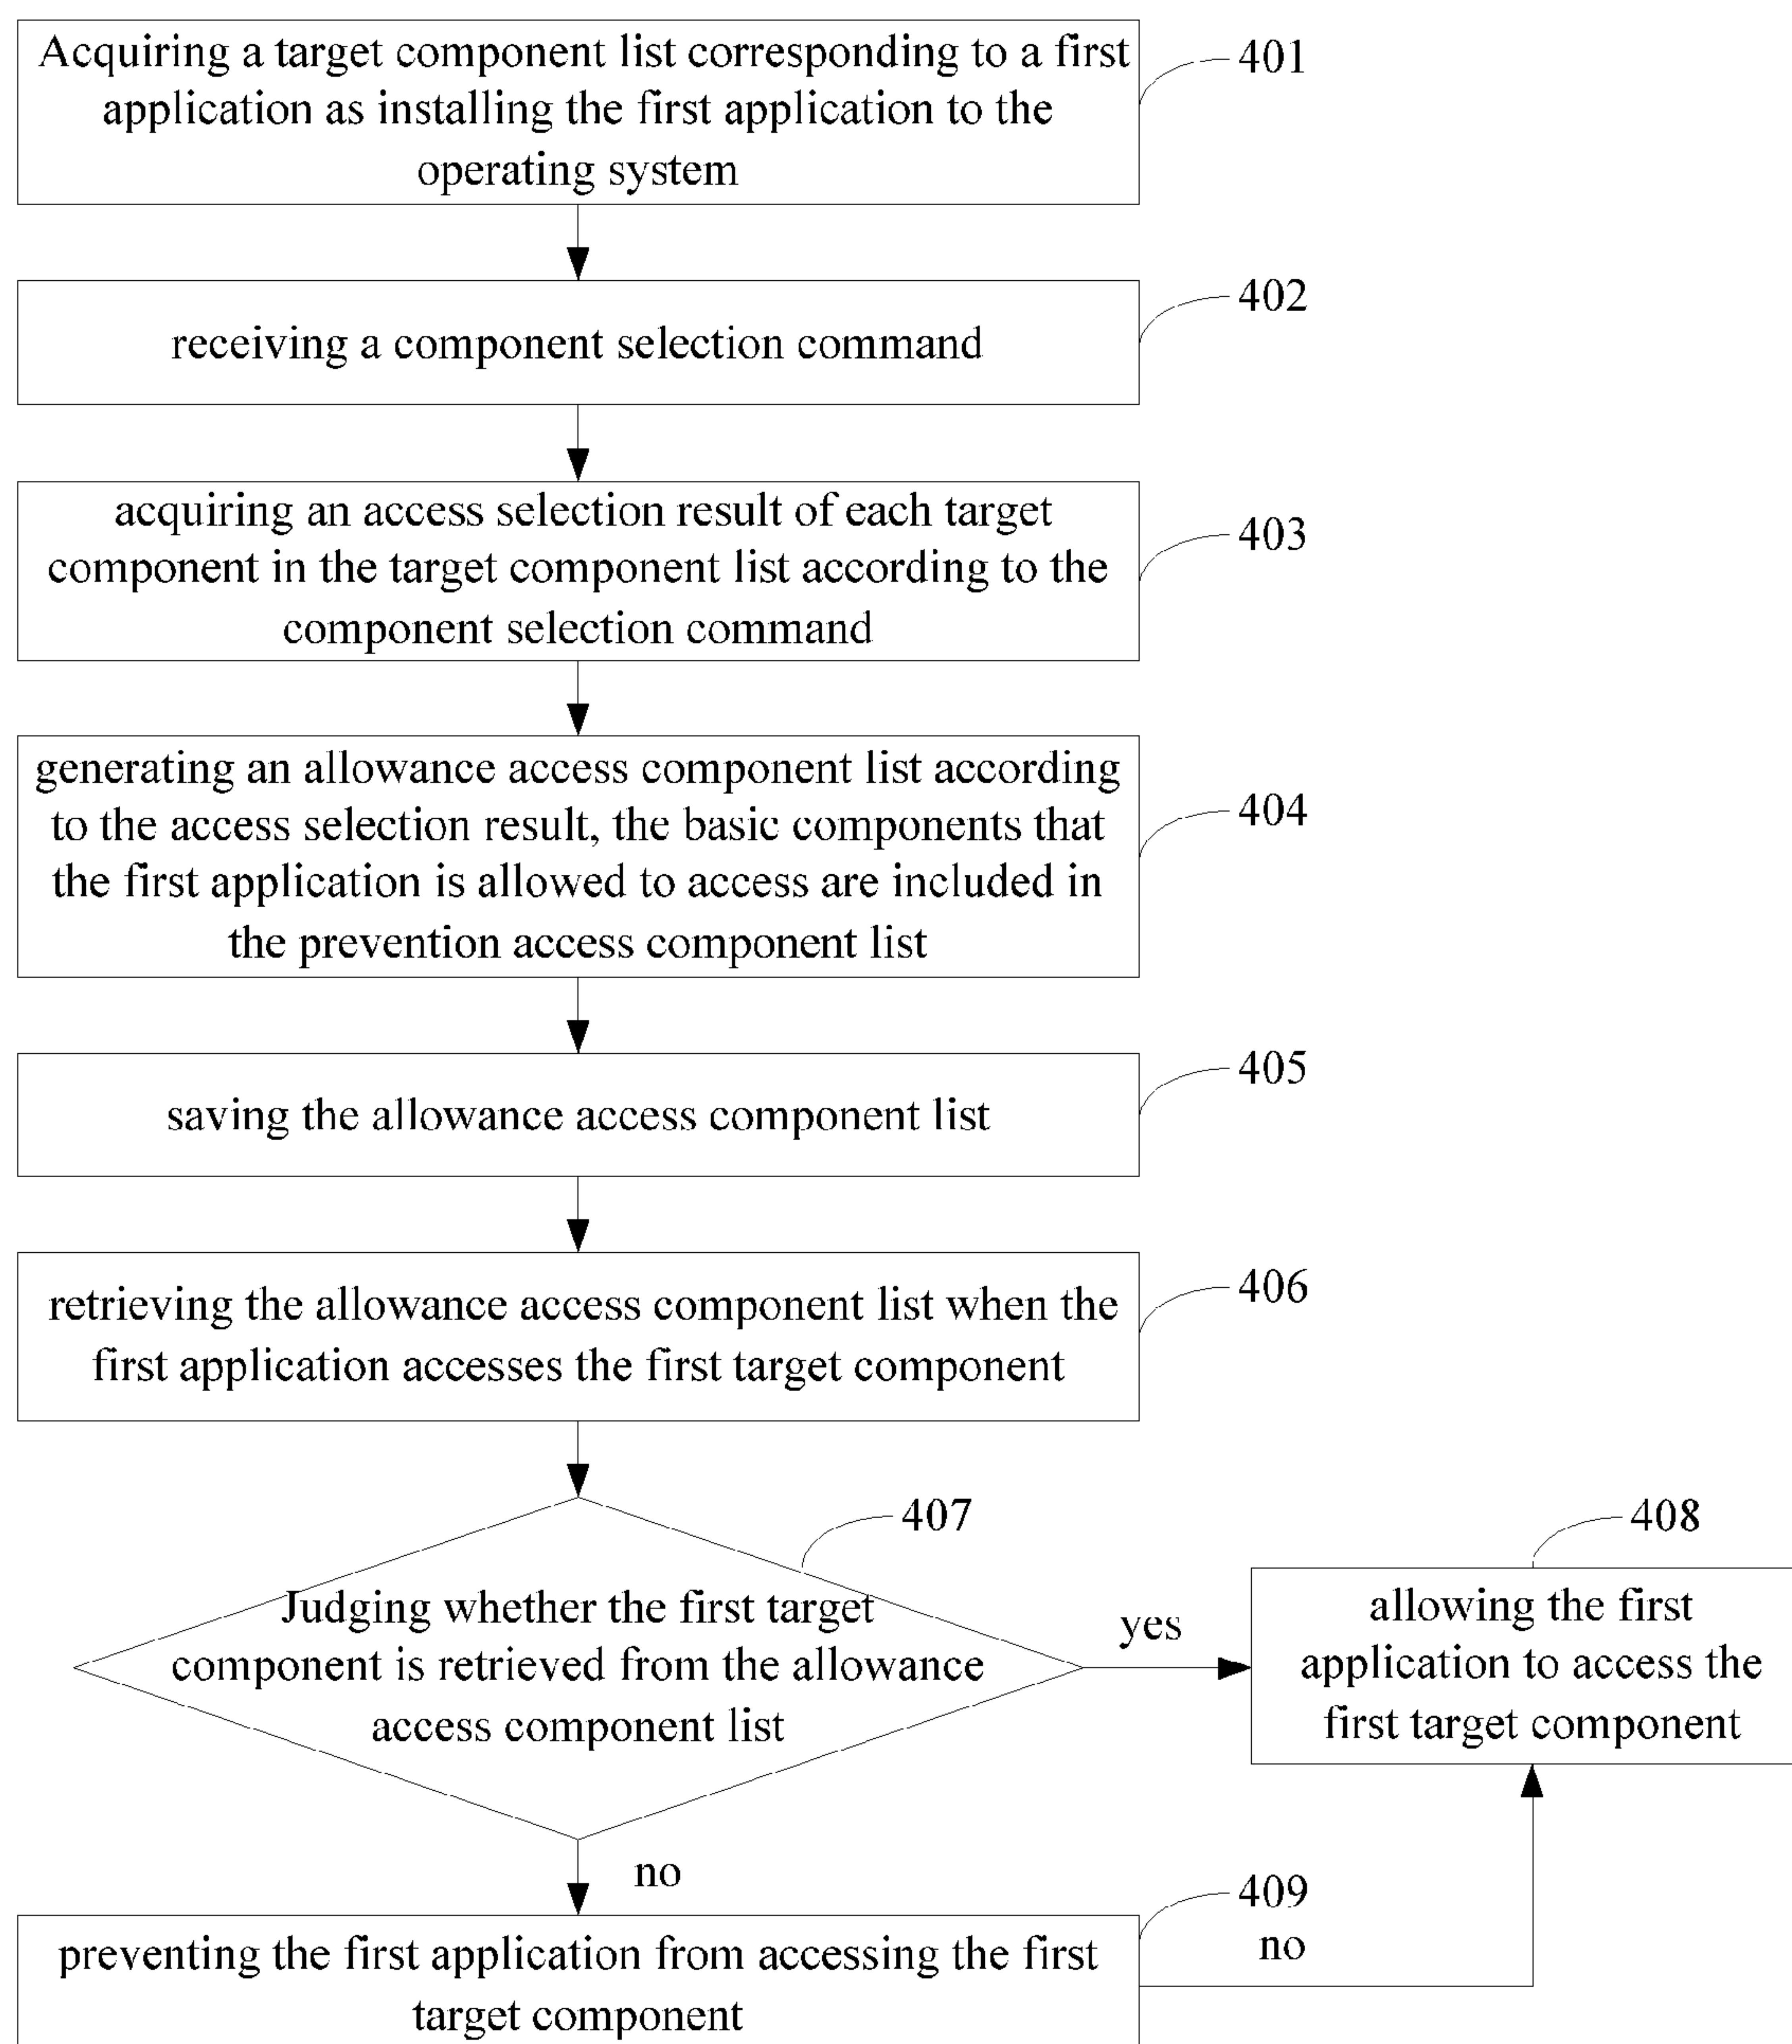 Acquiring a target component list corresponding to a first
application as installing the first application to the
operating system
401
receiving a component selection command
402
acquiring an access selection result of each target
component in the target component list according to the
component selection command
403
generating an allowance access component list according
to the access selection result, the basic components that
the first application is allowed to access are included in
the prevention access component list
404
saving the allowance access component list
405
retrieving the allowance access component list when the
first application accesses the first target component
406
Judging whether the first target
component is retrieved from the allowance
access component list
407
yes
408
allowing the first
application to access the
first target component
no
preventing the first application from accessing the first
target component
409
no